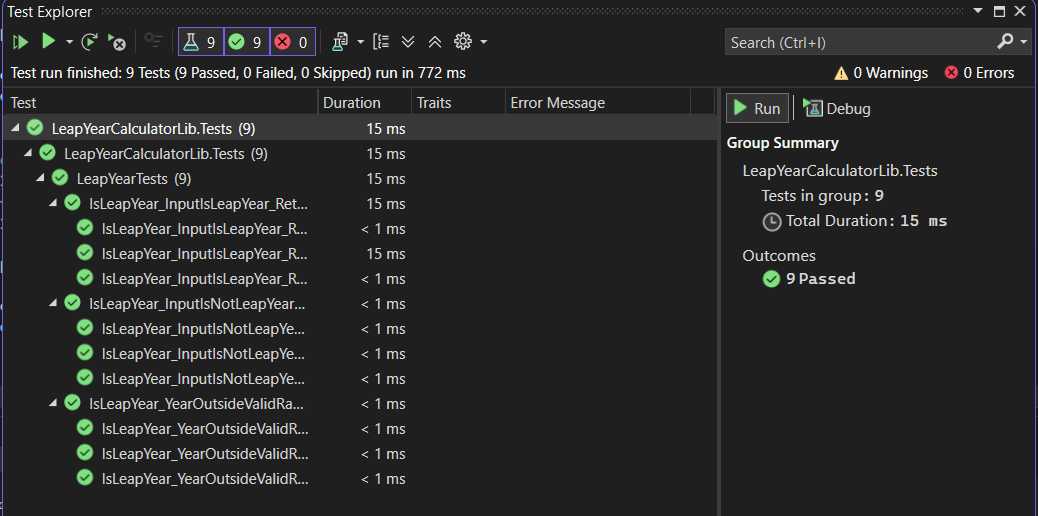 Test Explorer
9 9 0
Search (Ctrl+I)
Test run finished: 9 Tests (9 Passed, 0 Failed, 0 Skipped) run in 772 ms
0 Warnings 0 Errors
Test Duration Traits Error Message
LeapYearCalculatorLib.Tests (9) 15 ms
LeapYearCalculatorLib.Tests (9) 15 ms
LeapYearTests (9) 15 ms
IsLeapYear_InputIsLeapYear_Ret... 15 ms
IsLeapYear_InputIsLeapYear_R... < 1 ms
IsLeapYear_InputIsLeapYear_R... 15 ms
IsLeapYear_InputIsLeapYear_R... < 1 ms
IsLeapYear_InputIsNotLeapYear... < 1 ms
IsLeapYear_InputIsNotLeapYe... < 1 ms
IsLeapYear_InputIsNotLeapYe... < 1 ms
IsLeapYear_InputIsNotLeapYe... < 1 ms
IsLeapYear_YearOutsideValidRa... < 1 ms
IsLeapYear_YearOutsideValidR... < 1 ms
IsLeapYear_YearOutsideValidR... < 1 ms
IsLeapYear_YearOutsideValidR... < 1 ms
Run Debug
Group Summary
LeapYearCalculatorLib.Tests
Tests in group: 9
Total Duration: 15 ms
Outcomes
9 Passed